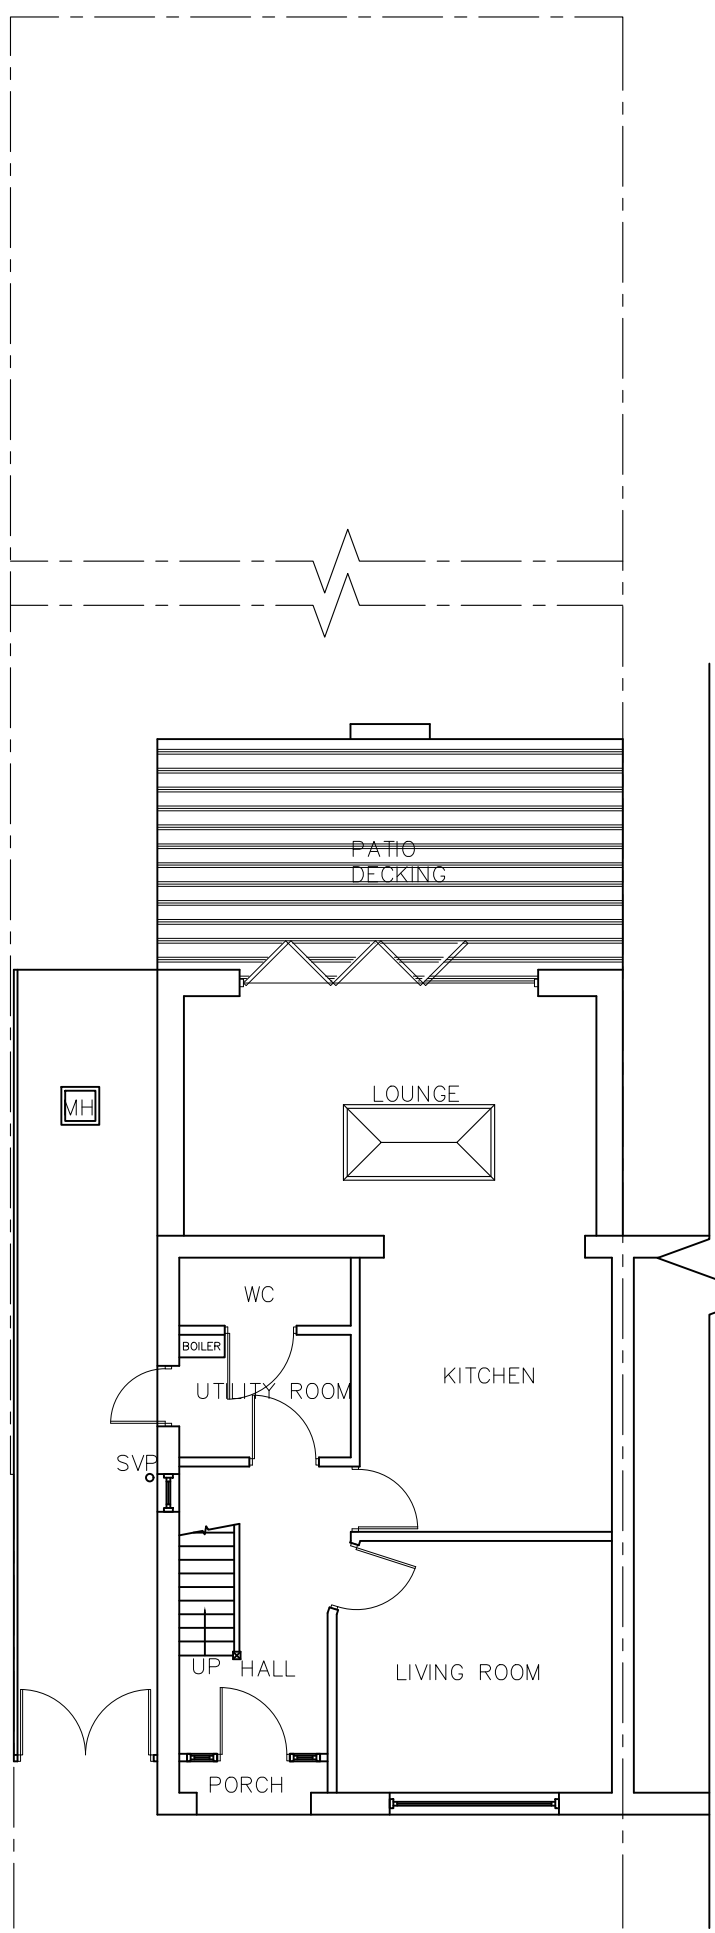 PATIO
DECKING
LOUNGE
MH
WC
BOILER
KITCHEN
UTILITY ROOM
SVP
UP
HALL
LIVING ROOM
PORCH